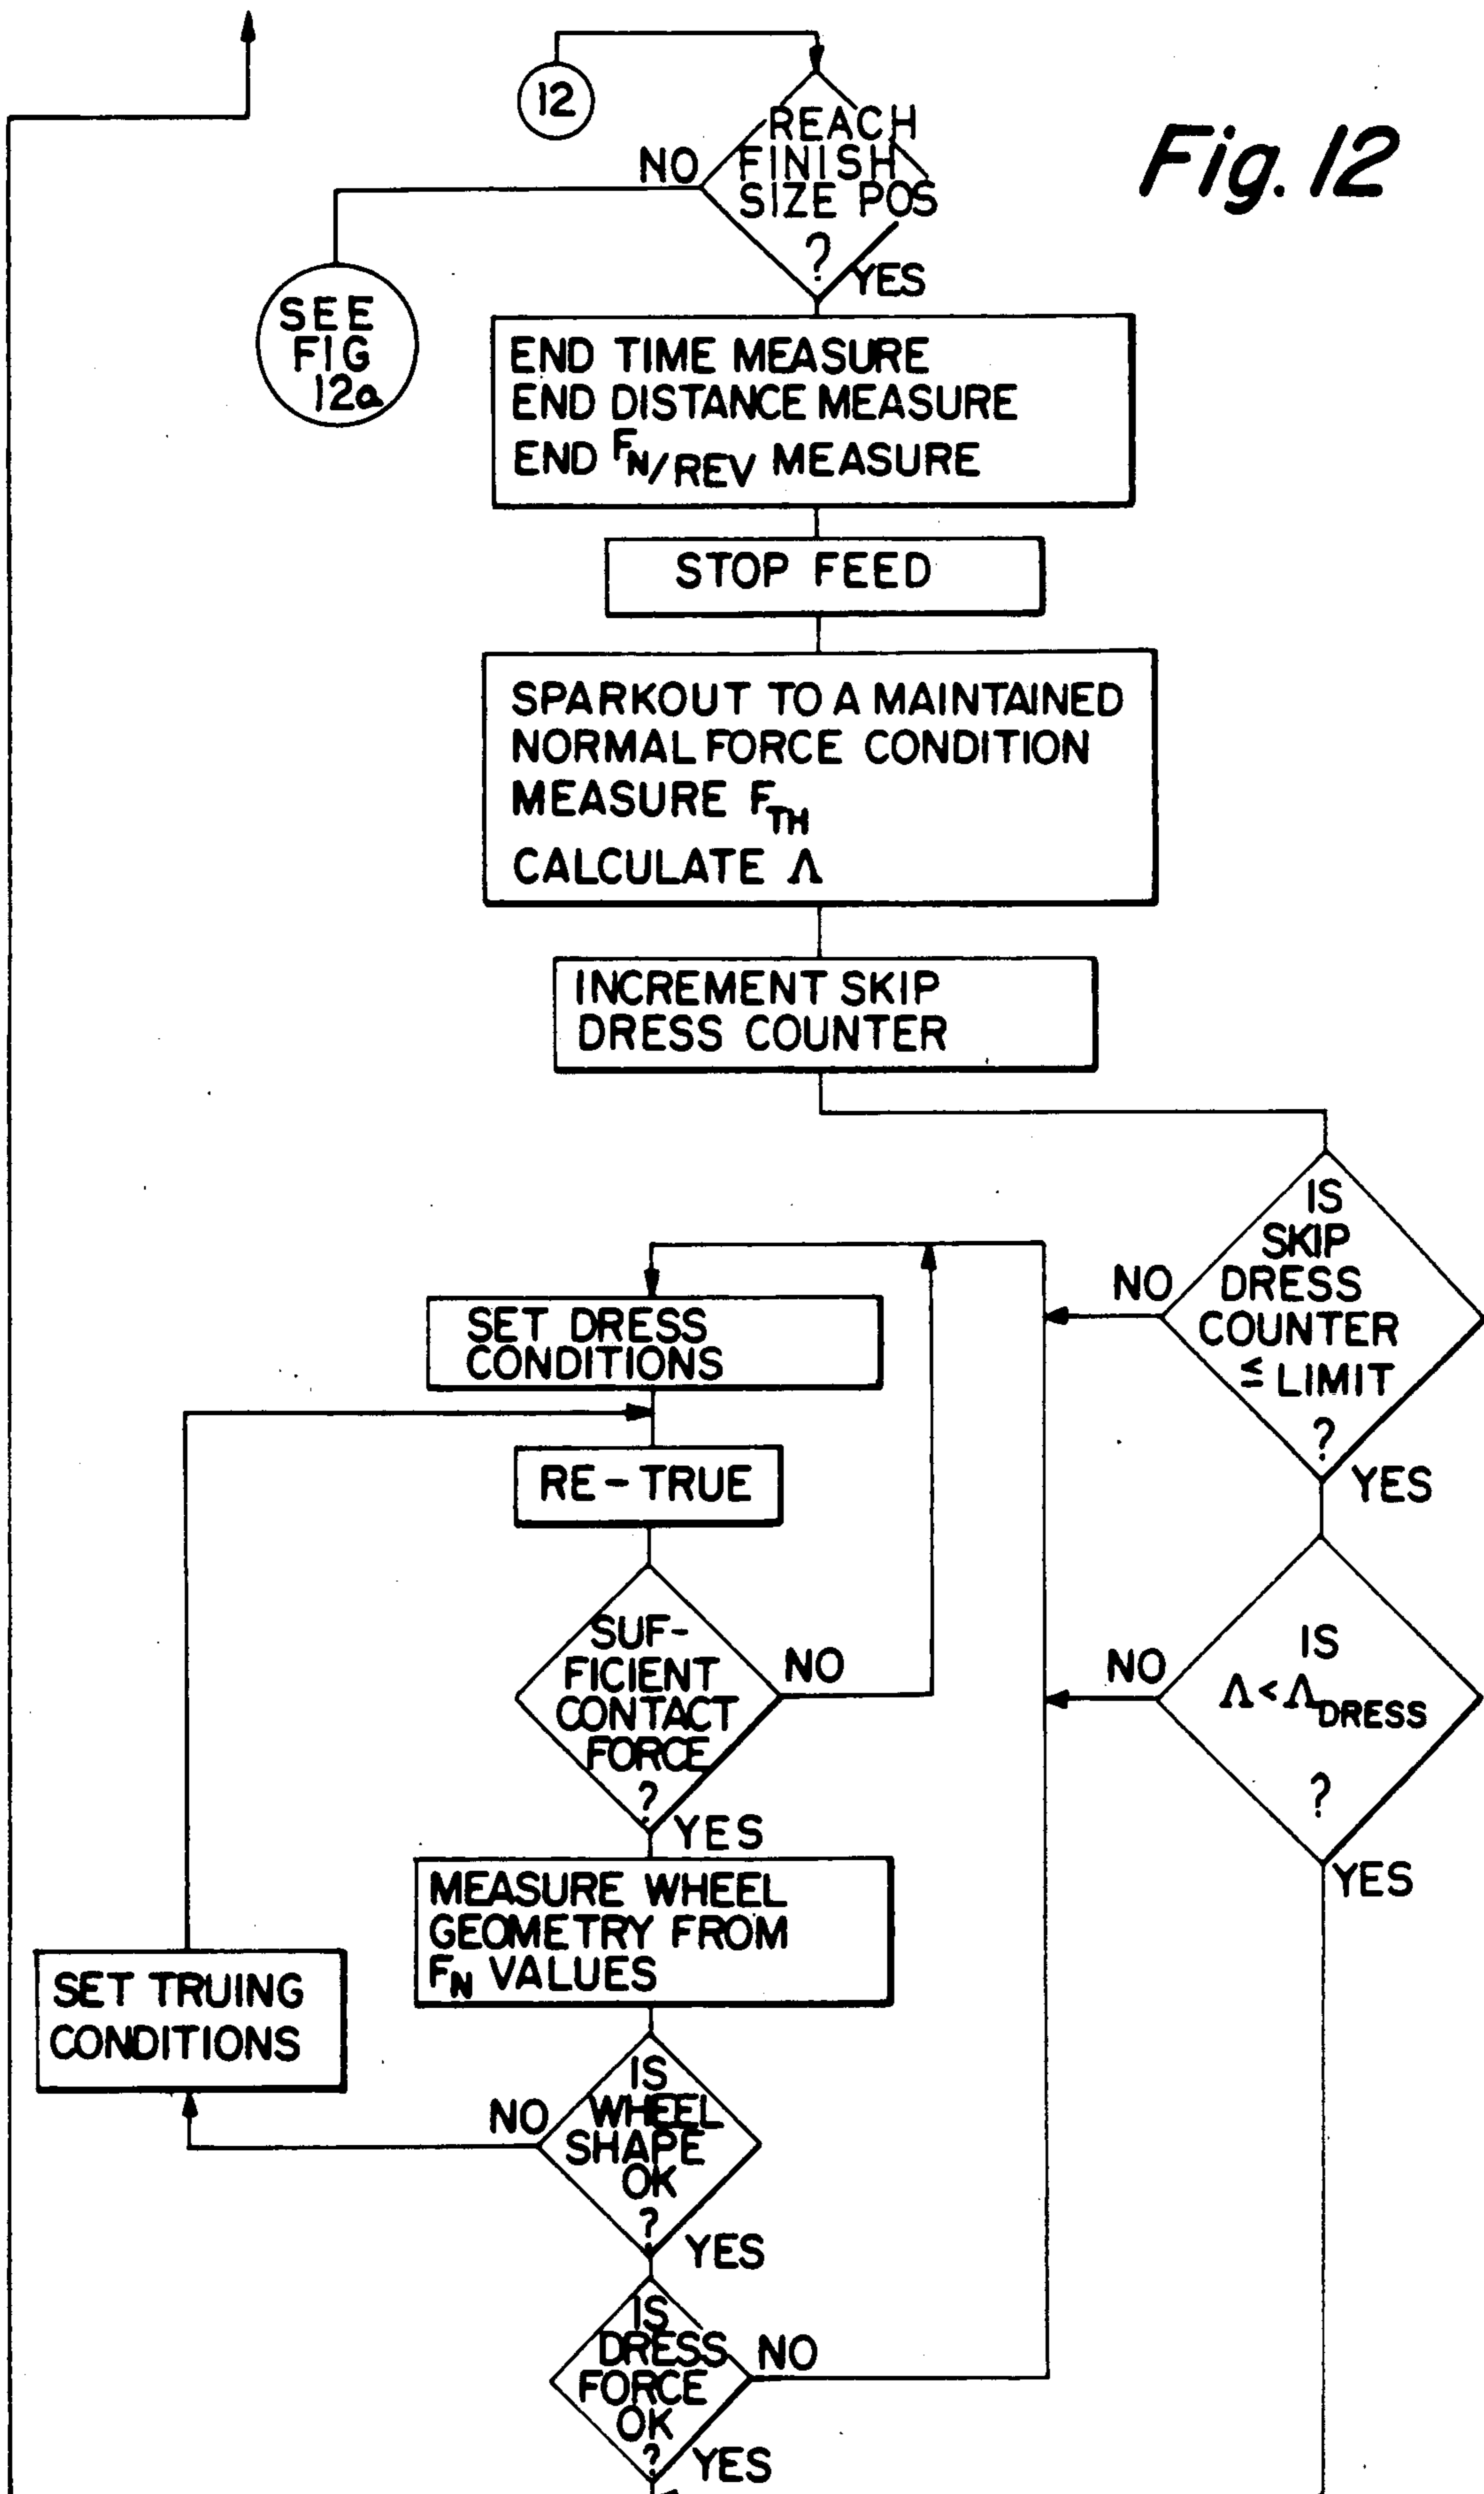 Fig. 12
12
REACH
FINISH
SIZE POS
?
NO
YES
SEE
FIG
12a
END TIME MEASURE
END DISTANCE MEASURE
END FN/REV MEASURE
STOP FEED
SPARKOUT TO A MAINTAINED
NORMAL FORCE CONDITION
MEASURE FTH
CALCULATE Λ
INCREMENT SKIP
DRESS COUNTER
IS
SKIP
DRESS
COUNTER
≤ LIMIT
?
NO
YES
SET DRESS
CONDITIONS
RE-TRUE
SUF-
FICIENT
CONTACT
FORCE
?
NO
YES
IS
Λ < ΛDRESS
?
NO
YES
MEASURE WHEEL
GEOMETRY FROM
FN VALUES
SET TRUING
CONDITIONS
IS
WHEEL
SHAPE
OK
?
NO
YES
IS
DRESS
FORCE
OK
?
NO
YES